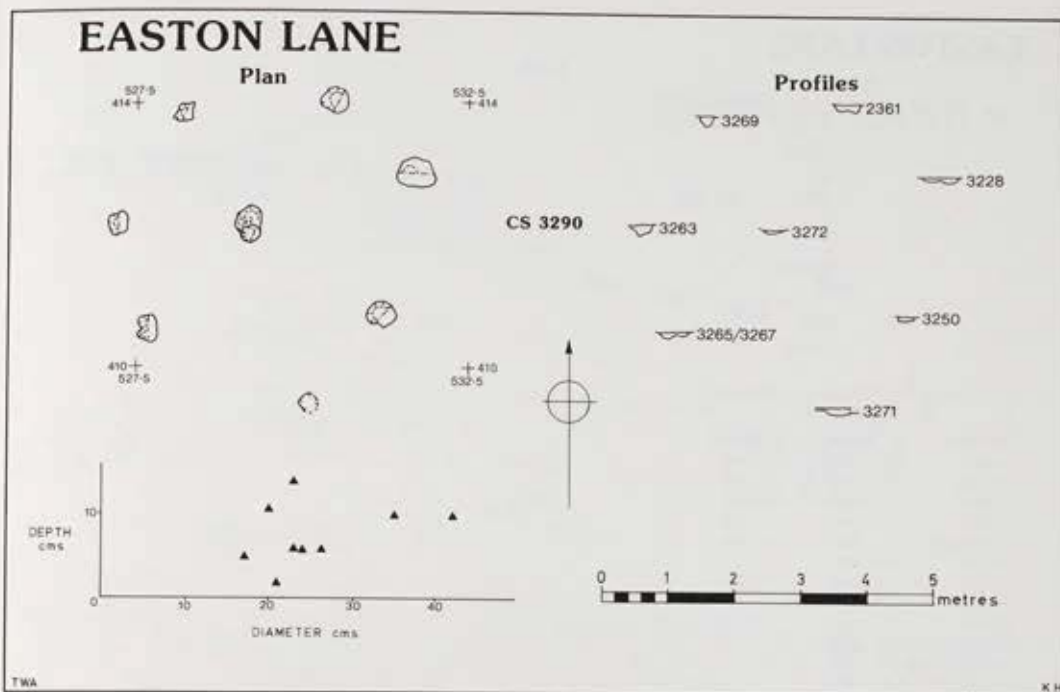 EASTON LANE
Plan
Profiles
527·5
414
532·5
414
3269
2361
3228
CS 3290
3263
3272
3265/3267
3250
410
527·5
410
532·5
3271
10
DEPTH
cms
0
10
20
30
40
DIAMETER cms
0 1 2 3 4 5
metres
TWA
K H